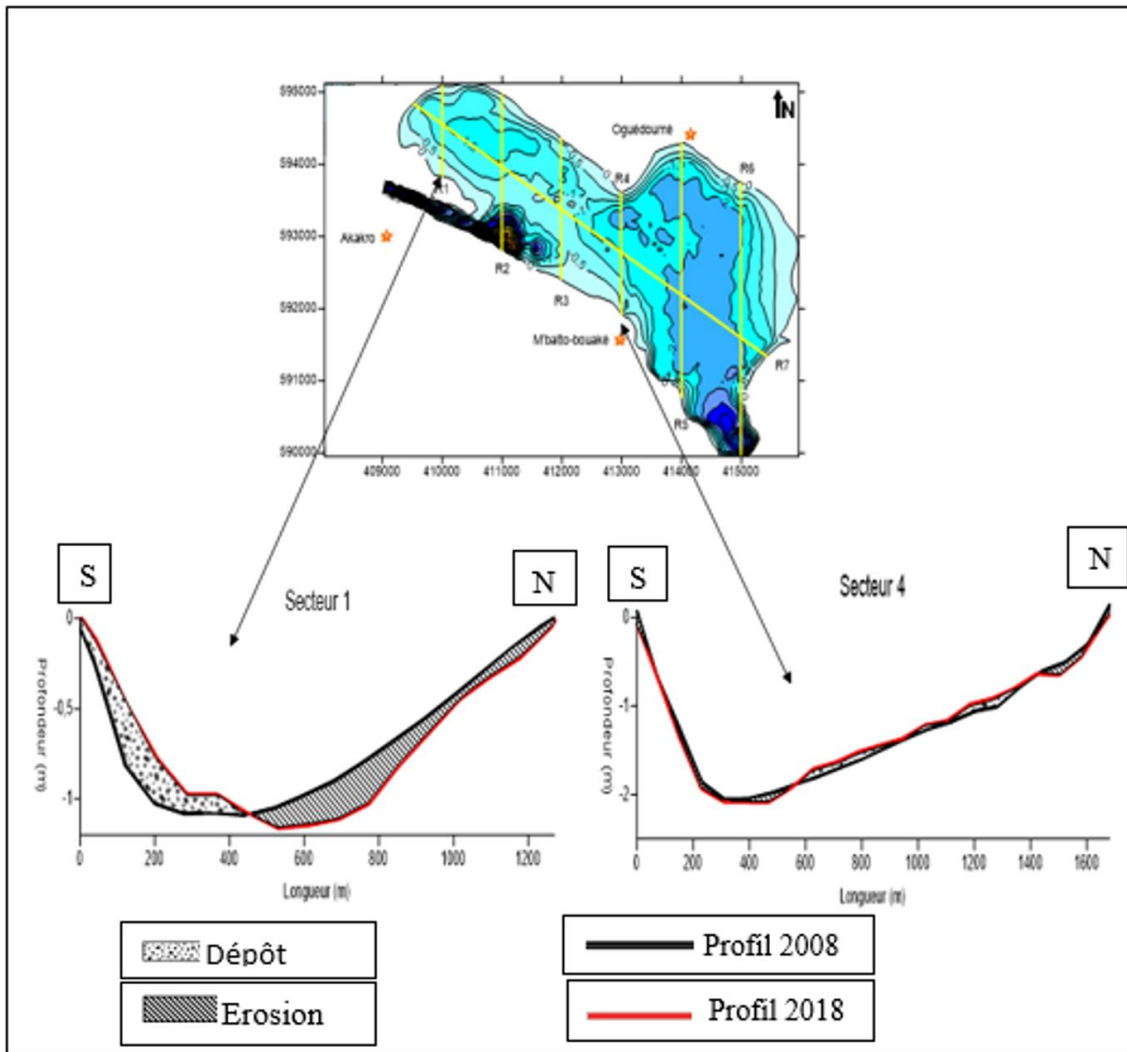 595000
594000
593000
592000
591000
590000
N
Oguédoumé
R6
R4
R1
Akakro
R2
R3
M'batto-bouaké
R7
R5
409000 410000 411000 412000 413000 414000 415000
S
N
Secteur 1
0
-0,5
-1
Profondeur (m)
0 200 400 600 800 1000 1200
Longueur (m)
S
N
Secteur 4
0
-1
-2
Profondeur (m)
0 200 400 600 800 1000 1200 1400 1600
Longueur (m)
Dépôt
Erosion
Profil 2008
Profil 2018